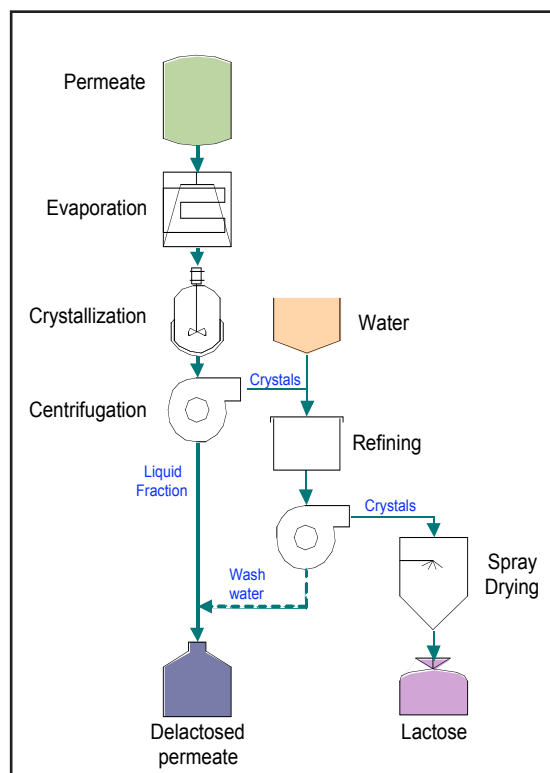 Permeate
Evaporation
Crystallization
Water
Crystals
Centrifugation
Refining
Liquid
Fraction
Crystals
Spray
Drying
Wash
water
Delactosed
permeate
Lactose